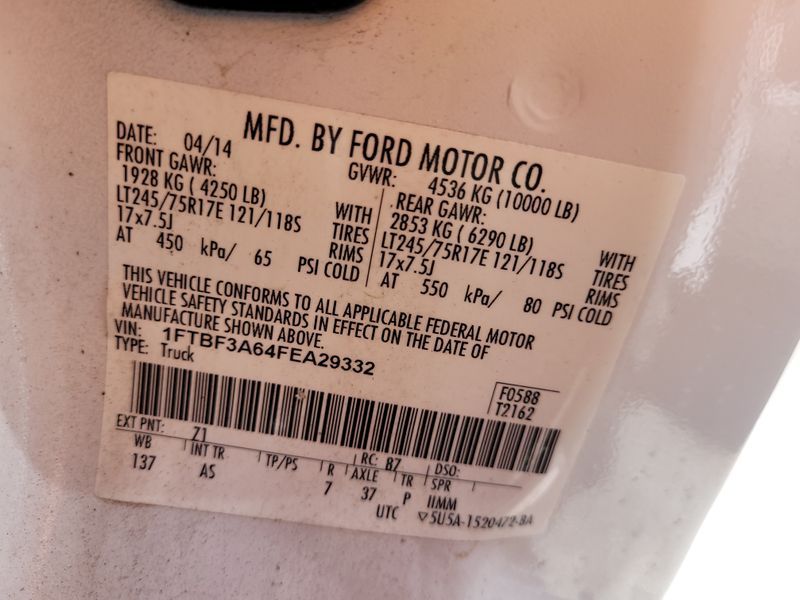 MFD. BY FORD MOTOR CO.
DATE: 04/14 GVWR: 4536 KG (10000 LB)
FRONT GAWR: REAR GAWR:
1928 KG ( 4250 LB) WITH 2853 KG ( 6290 LB) WITH
LT245/75R17E 121/118S TIRES LT245/75R17E 121/118S TIRES
17x7.5J RIMS 17x7.5J RIMS
AT 450 kPa/ 65 PSI COLD AT 550 kPa/ 80 PSI COLD
THIS VEHICLE CONFORMS TO ALL APPLICABLE FEDERAL MOTOR
VEHICLE SAFETY STANDARDS IN EFFECT ON THE DATE OF
MANUFACTURE SHOWN ABOVE.
VIN: 1FTBF3A64FEA29332
TYPE: Truck
F0588
T2162
EXT PNT: Z1 RC: 87 DSO:
WB INT TR TP/PS R AXLE TR SPR
137 AS 7 37 P IIMM
UTC ▽5U5A-1520472-BA